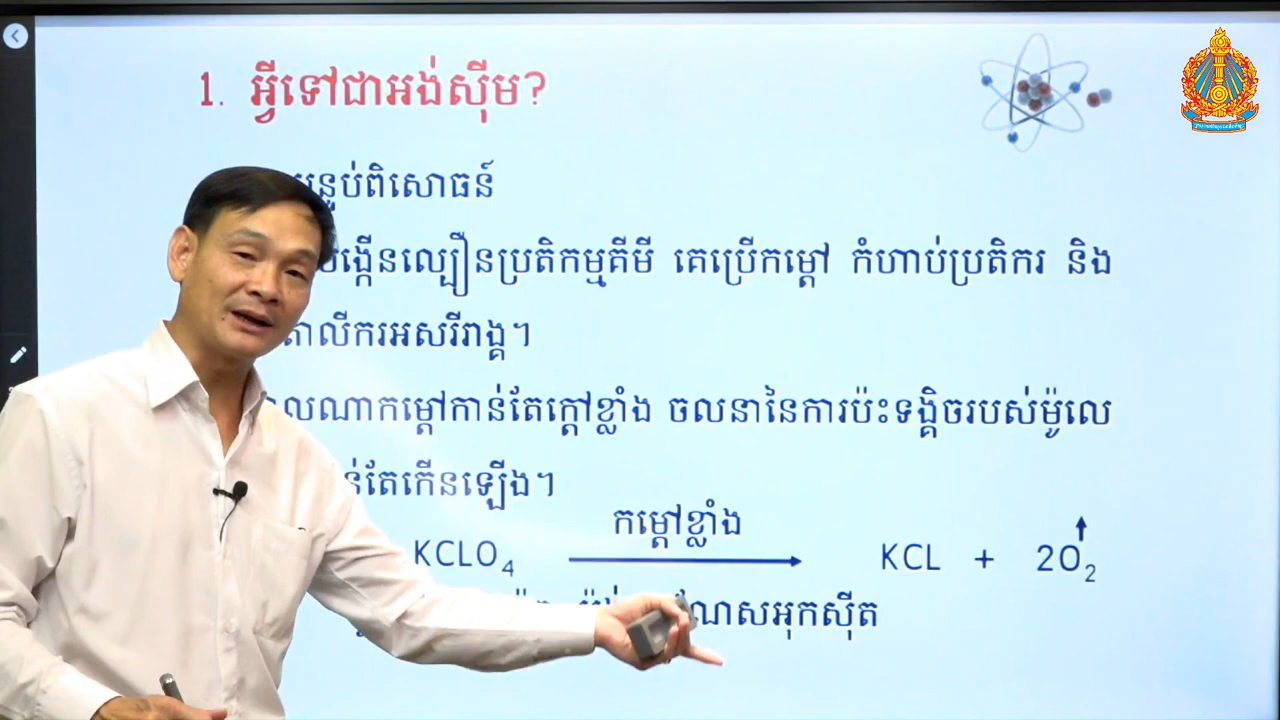 1. អ្វីទៅជាអង់ស៊ីម?
បន្ទប់ពិសោធន៍
បង្កើនល្បឿនប្រតិកម្មគីមី គេប្រើកម្ដៅ កំហាប់ប្រតិករ និង
តាលីករអសរីរាង្គ។
កាលណាកម្ដៅកាន់តែក្ដៅខ្លាំង ចលនានៃការប៉ះទង្គិចរបស់ម៉ូលេ
កាន់តែកើនឡើង។
កម្ដៅខ្លាំង
KCLO4 → KCL + 2O2 ↑
ណែសអុកស៊ីត